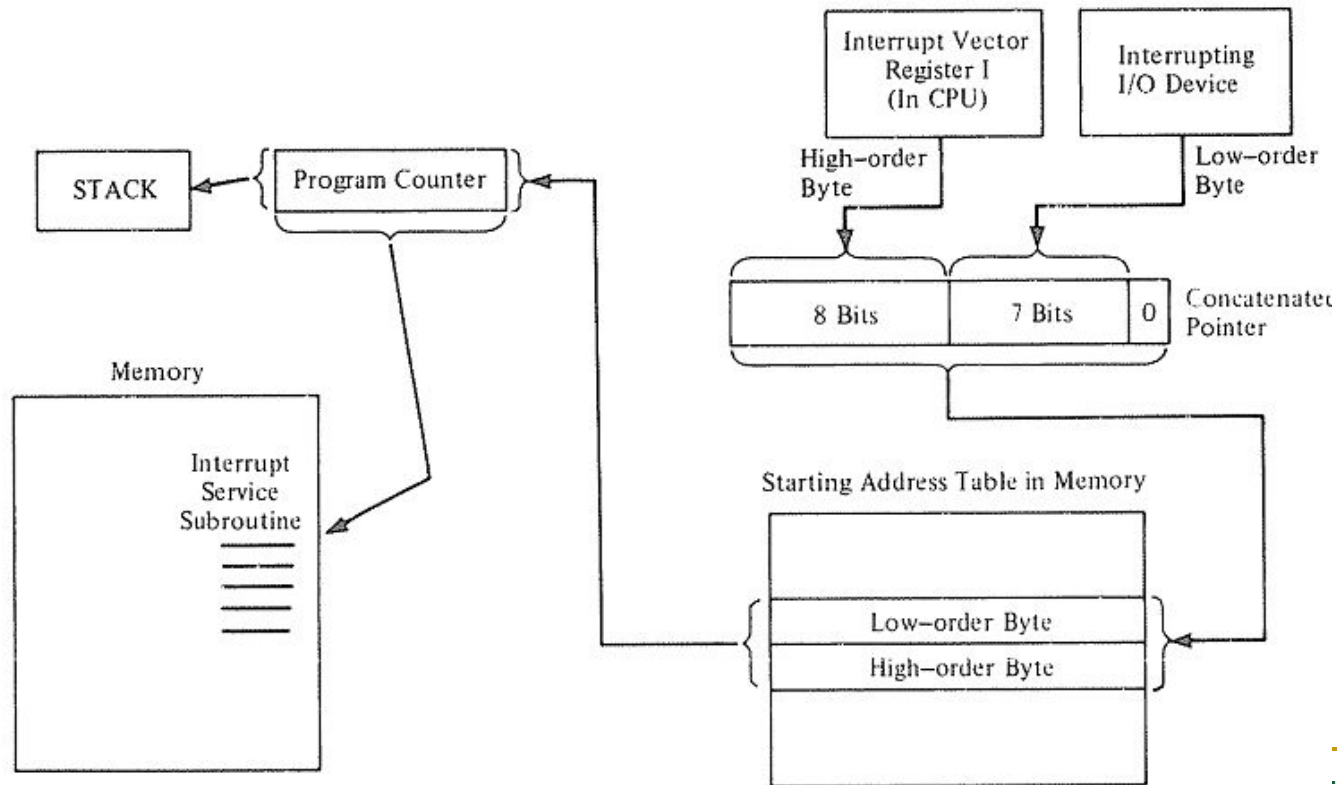 Interrupt Vector
Register I
(In CPU)
Interrupting
I/O Device
High-order
Byte
Low-order
Byte
STACK
Program Counter
8 Bits
7 Bits
0
Concatenated
Pointer
Memory
Interrupt
Service
Subroutine
Starting Address Table in Memory
Low-order Byte
High-order Byte